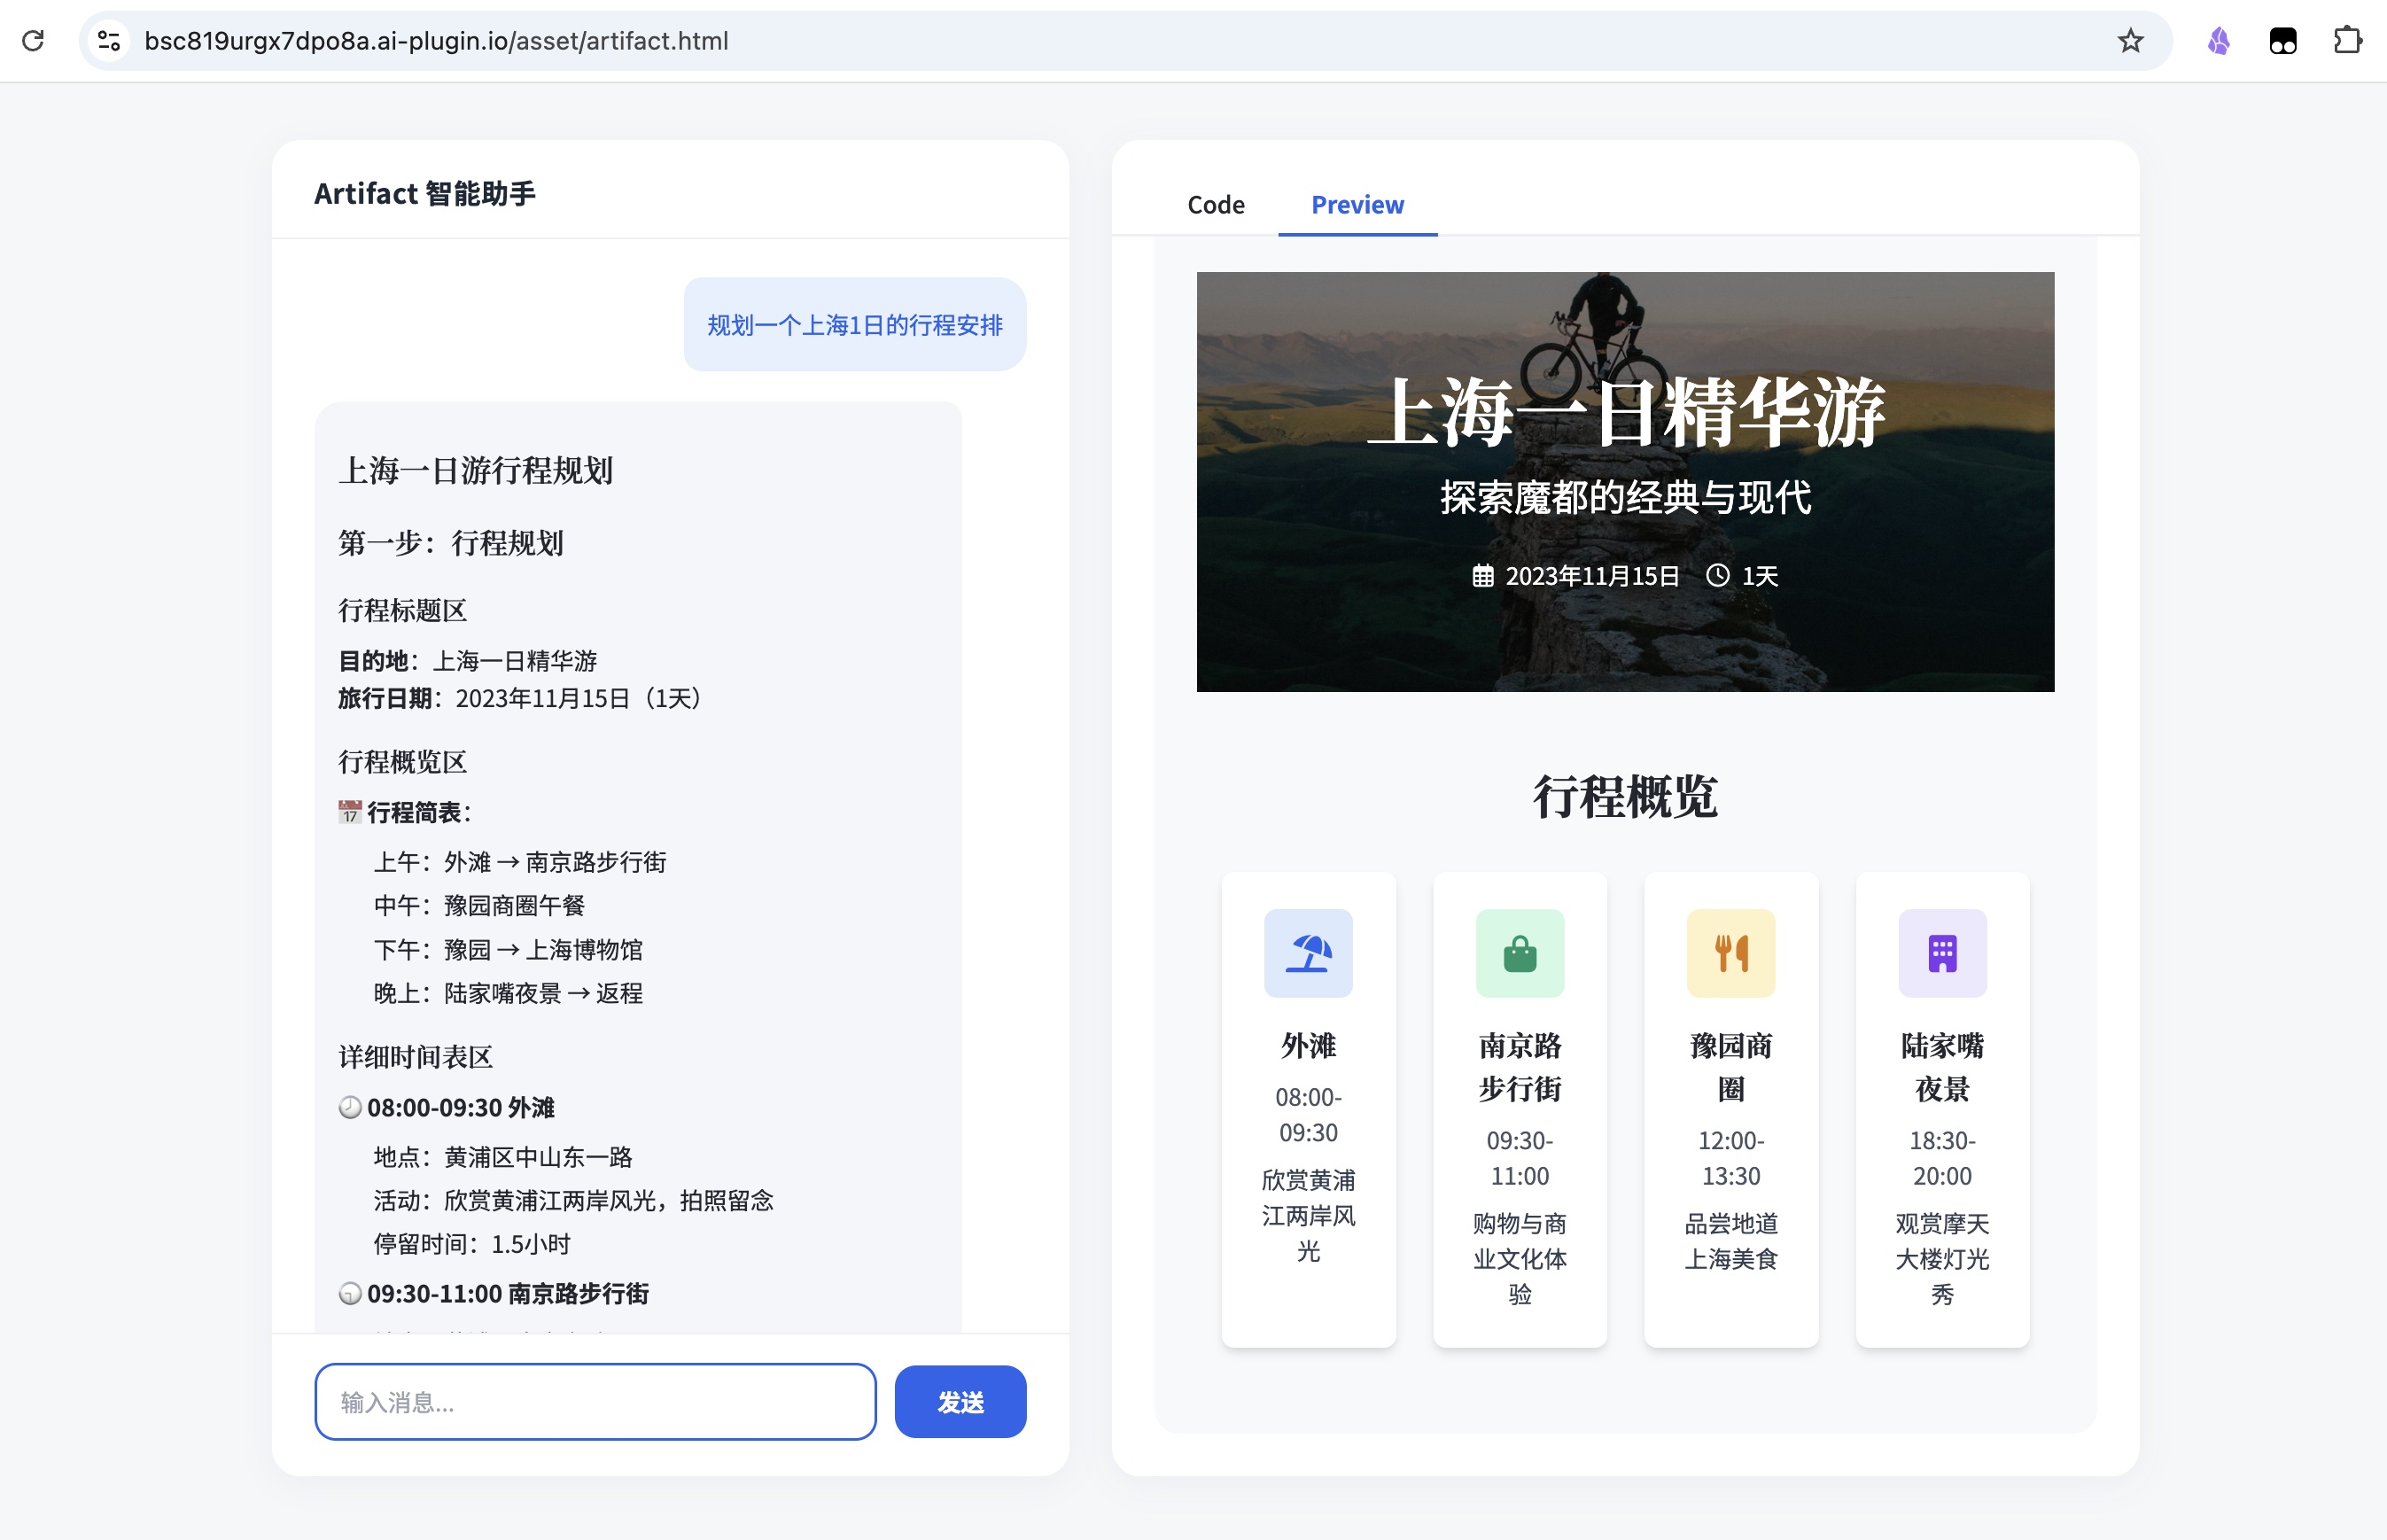 bsc819urgx7dpo8a.ai-plugin.io/asset/artifact.html
Artifact 智能助手
规划一个上海1日的行程安排
上海一日游行程规划
第一步：行程规划
行程标题区
目的地：上海一日精华游
旅行日期：2023年11月15日（1天）
行程概览区
17 行程简表：
上午：外滩 → 南京路步行街
中午：豫园商圈午餐
下午：豫园 → 上海博物馆
晚上：陆家嘴夜景 → 返程
详细时间表区
08:00-09:30 外滩
地点：黄浦区中山东一路
活动：欣赏黄浦江两岸风光，拍照留念
停留时间：1.5小时
09:30-11:00 南京路步行街
输入消息...
发送
Code
Preview
上海一日精华游
探索魔都的经典与现代
2023年11月15日 1天
行程概览
外滩
08:00-
09:30
欣赏黄浦
江两岸风
光
南京路
步行街
09:30-
11:00
购物与商
业文化体
验
豫园商
圈
12:00-
13:30
品尝地道
上海美食
陆家嘴
夜景
18:30-
20:00
观赏摩天
大楼灯光
秀